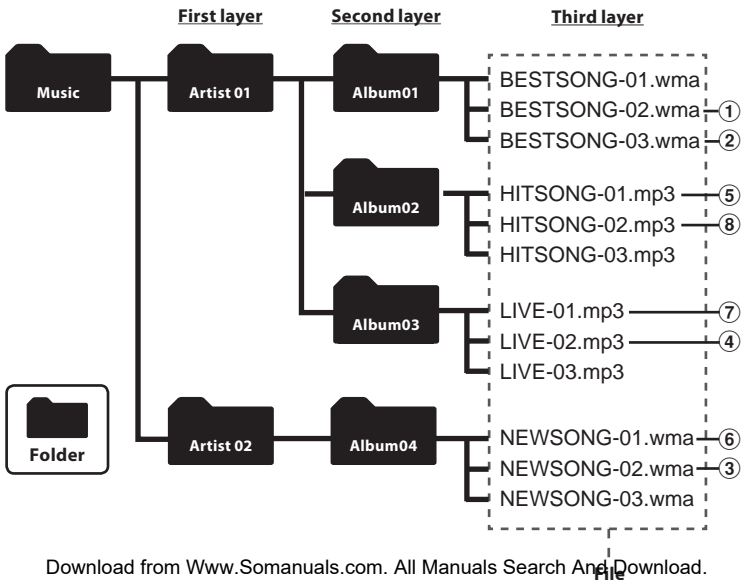 First layer Second layer Third layer
Music Artist 01 Album01 BESTSONG-01.wma
BESTSONG-02.wma ①
BESTSONG-03.wma ②
Album02 HITSONG-01.mp3 ⑤
HITSONG-02.mp3 ⑧
HITSONG-03.mp3
Album03 LIVE-01.mp3 ⑦
LIVE-02.mp3 ④
LIVE-03.mp3
Folder
Artist 02 Album04 NEWSONG-01.wma ⑥
NEWSONG-02.wma ③
NEWSONG-03.wma
File
Download from Www.Somanuals.com. All Manuals Search And Download.